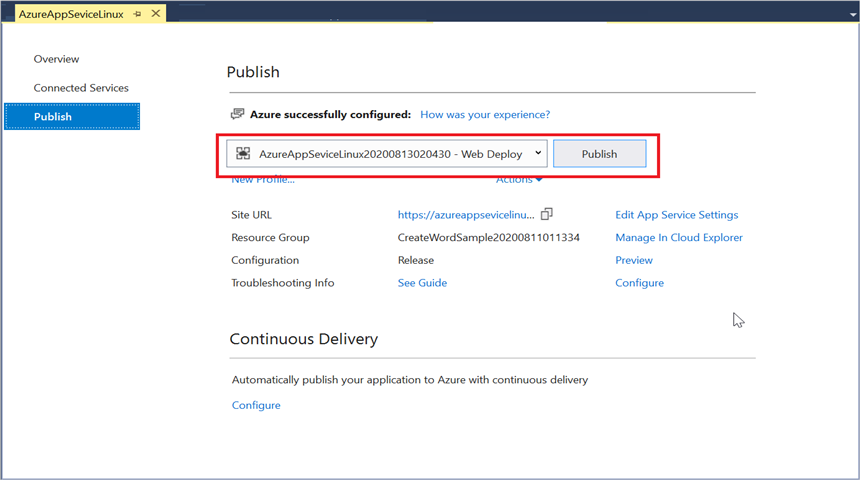 AzureAppSeviceLinux
Overview
Connected Services
Publish
Publish
Azure successfully configured: How was your experience?
AzureAppSeviceLinux20200813020430 - Web Deploy Publish
New Profile... Actions
Site URL https://azureappsevicelinu... Edit App Service Settings
Resource Group CreateWordSample20200811011334 Manage In Cloud Explorer
Configuration Release Preview
Troubleshooting Info See Guide Configure
Continuous Delivery
Automatically publish your application to Azure with continuous delivery
Configure